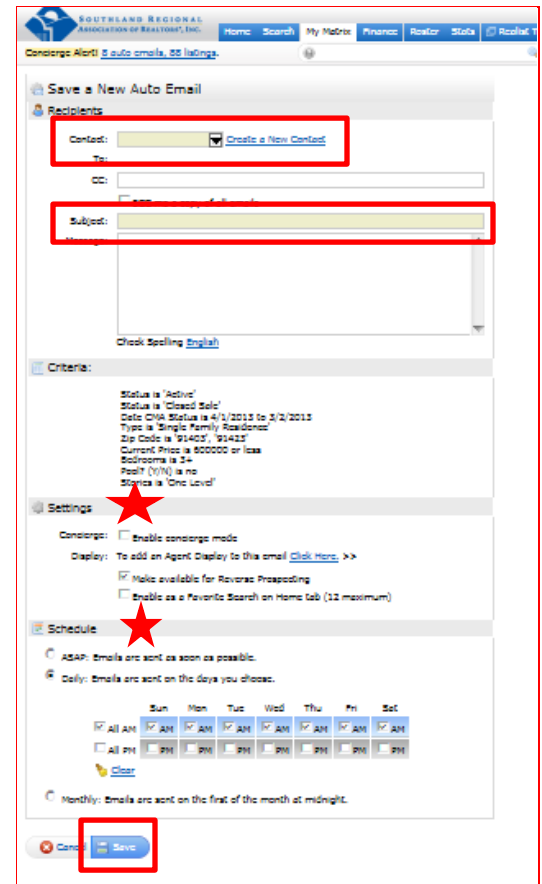 SOUTHLAND REGIONAL
ASSOCIATION OF REALTORS®, INC.
Home Search My Matrix Finance Roster Stats Realist T
Concierge Alert! 8 auto emails, 88 listings.
Save a New Auto Email
Recipients
Contact: Create a New Contact
To:
CC:
Subject:
Message:
Check Spelling English
Criteria:
Status is 'Active'
Status is 'Closed Sale'
Date CMA Status is 4/1/2013 to 3/2/2013
Type is 'Single Family Residence'
Zip Code is '91403', '91423'
Current Price is 600000 or less
Bedrooms is 3+
Pool? (Y/N) is no
Stories is 'One Level'
Settings
Concierge: Enable concierge mode
Display: To add an Agent Display to this email Click Here. >>
Make available for Reverse Prospecting
Enable as a Favorite Search on Home tab (12 maximum)
Schedule
ASAP: Emails are sent as soon as possible.
Daily: Emails are sent on the days you choose.
Sun Mon Tue Wed Thu Fri Sat
All AM AM AM AM AM AM AM AM
All PM PM PM PM PM PM PM PM
Clear
Monthly: Emails are sent on the first of the month at midnight.
Cancel Save